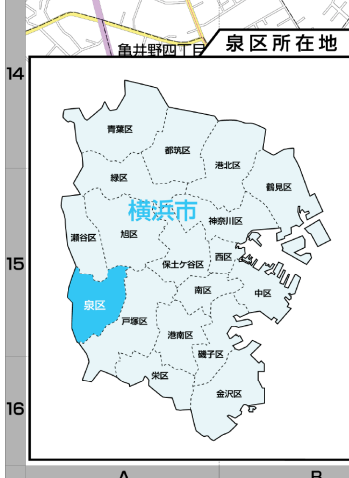 亀井野四丁目
泉区所在地
14
青葉区
都筑区
港北区
緑区
鶴見区
横浜市
神奈川区
瀬谷区
旭区
西区
15
保土ケ谷区
南区
中区
泉区
戸塚区
港南区
磯子区
栄区
金沢区
16
A
B